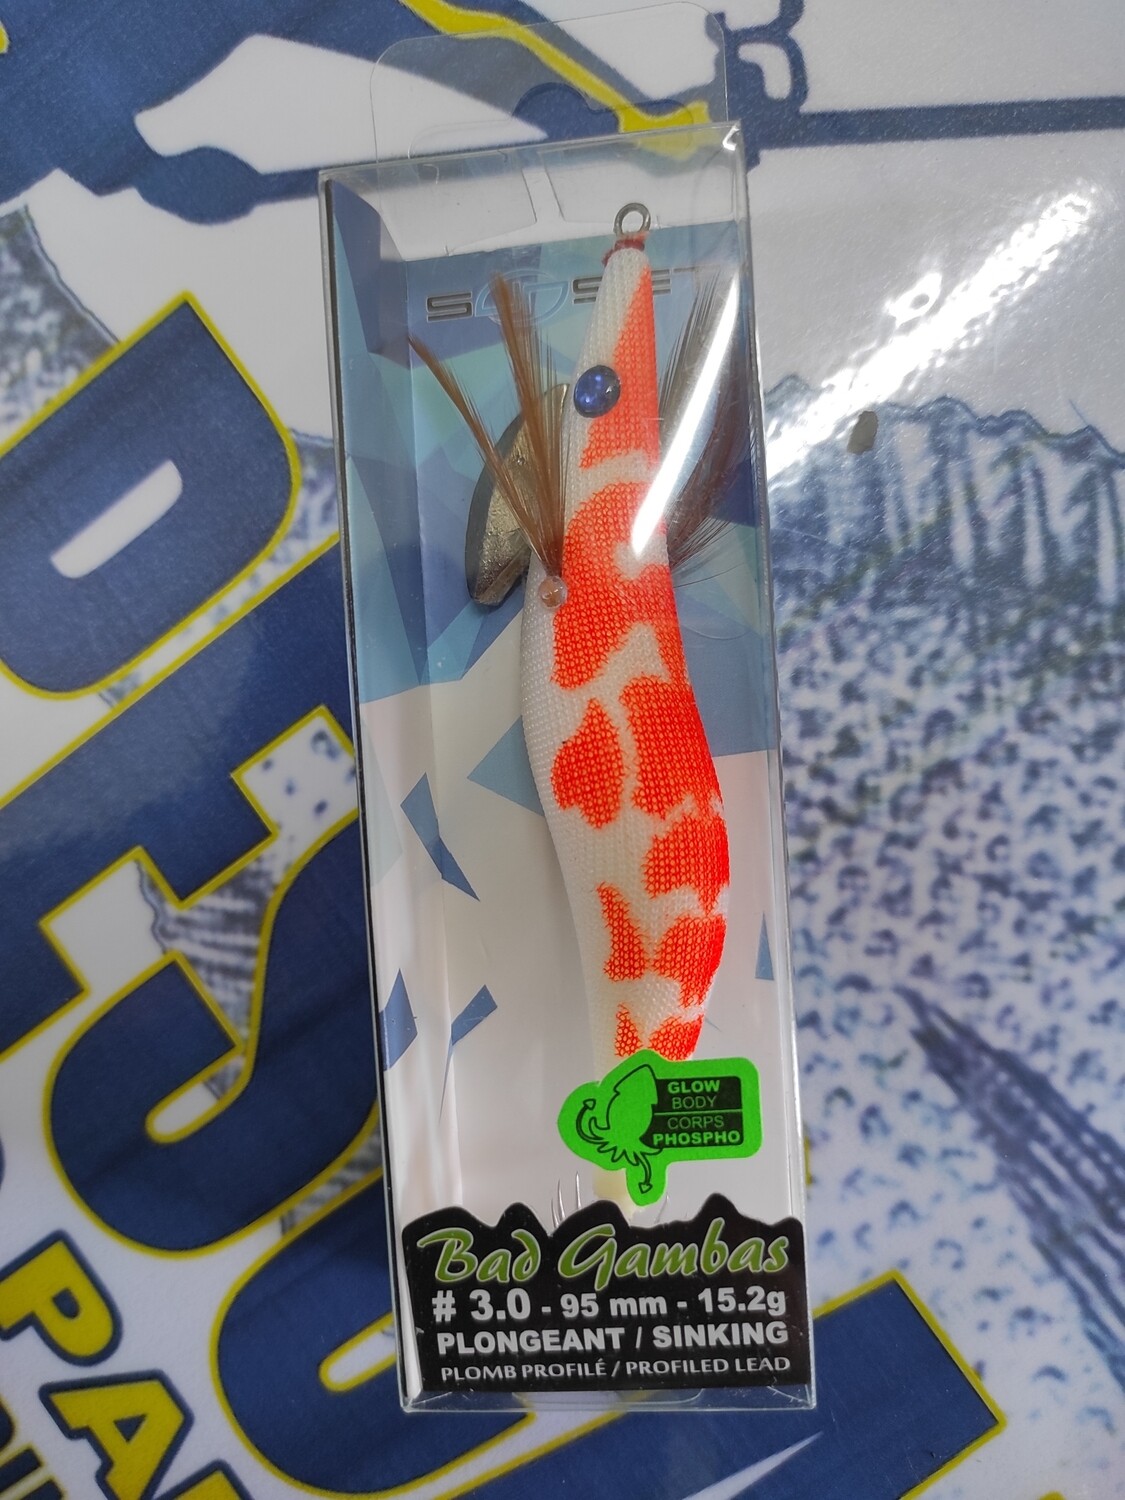 GLOW
BODY
CORPS
PHOSPHO
Bad Gambas
# 3.0 - 95 mm - 15.2g
PLONGEANT / SINKING
PLOMB PROFILÉ / PROFILED LEAD